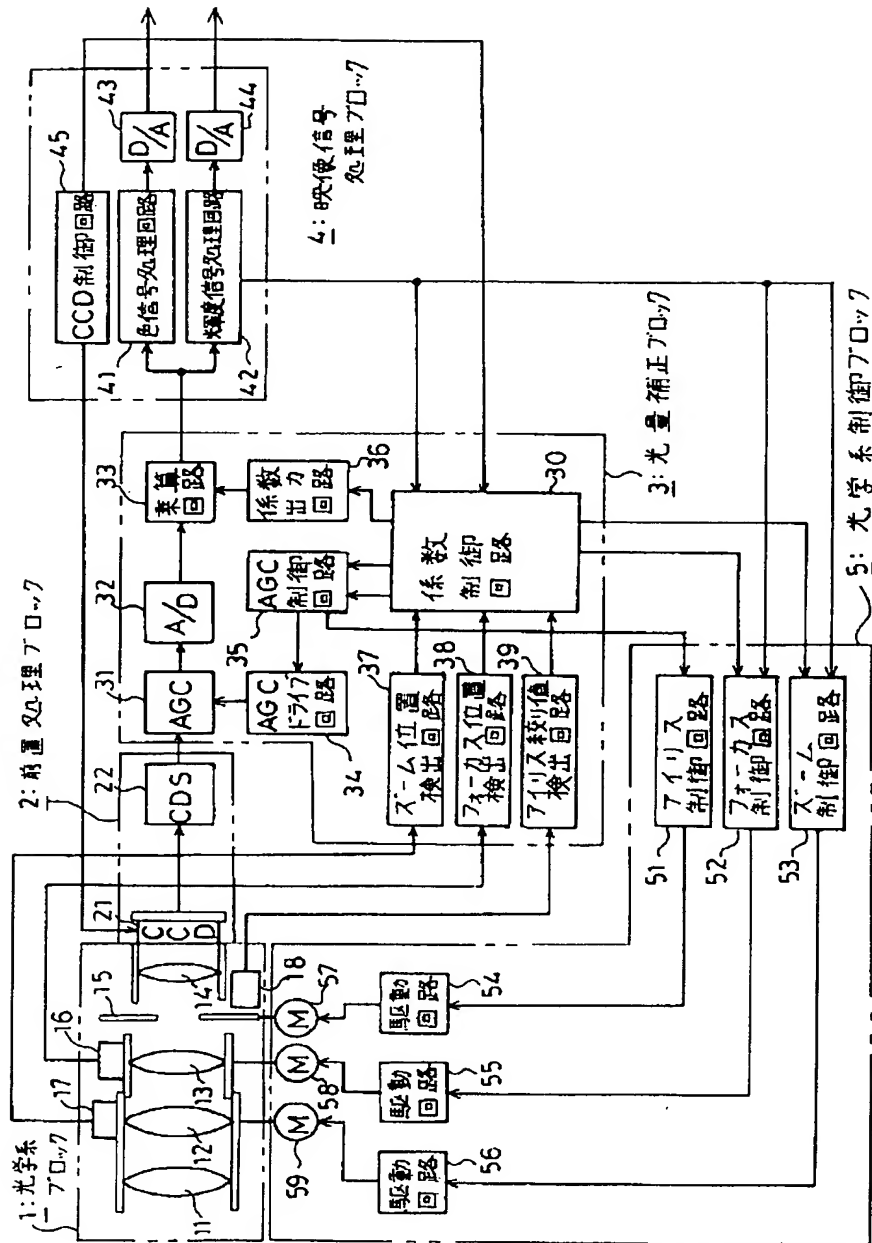 1:光学系
ブロック
2:前置処理ブロック
3:光量補正ブロック
4:映像信号
処理ブロック
5:光学系制御ブロック
11
12
13
14
15
16
17
18
21
CCD
22
CDS
31
AGC
32
A/D
33
乗算
回路
34
AGC
ドライブ
回路
35
AGC
制御
回路
36
係数
出力
回路
30
係数
制御
回路
37
ズーム位置
検出回路
38
フォーカス位置
検出回路
39
アイリス絞り値
検出回路
45
CCD制御回路
41
色信号処理回路
42
輝度信号処理回路
43
D/A
44
D/A
51
アイリス
制御回路
52
フォーカス
制御回路
53
ズーム
制御回路
54
駆動
回路
55
駆動
回路
56
駆動
回路
57
M
58
M
59
M